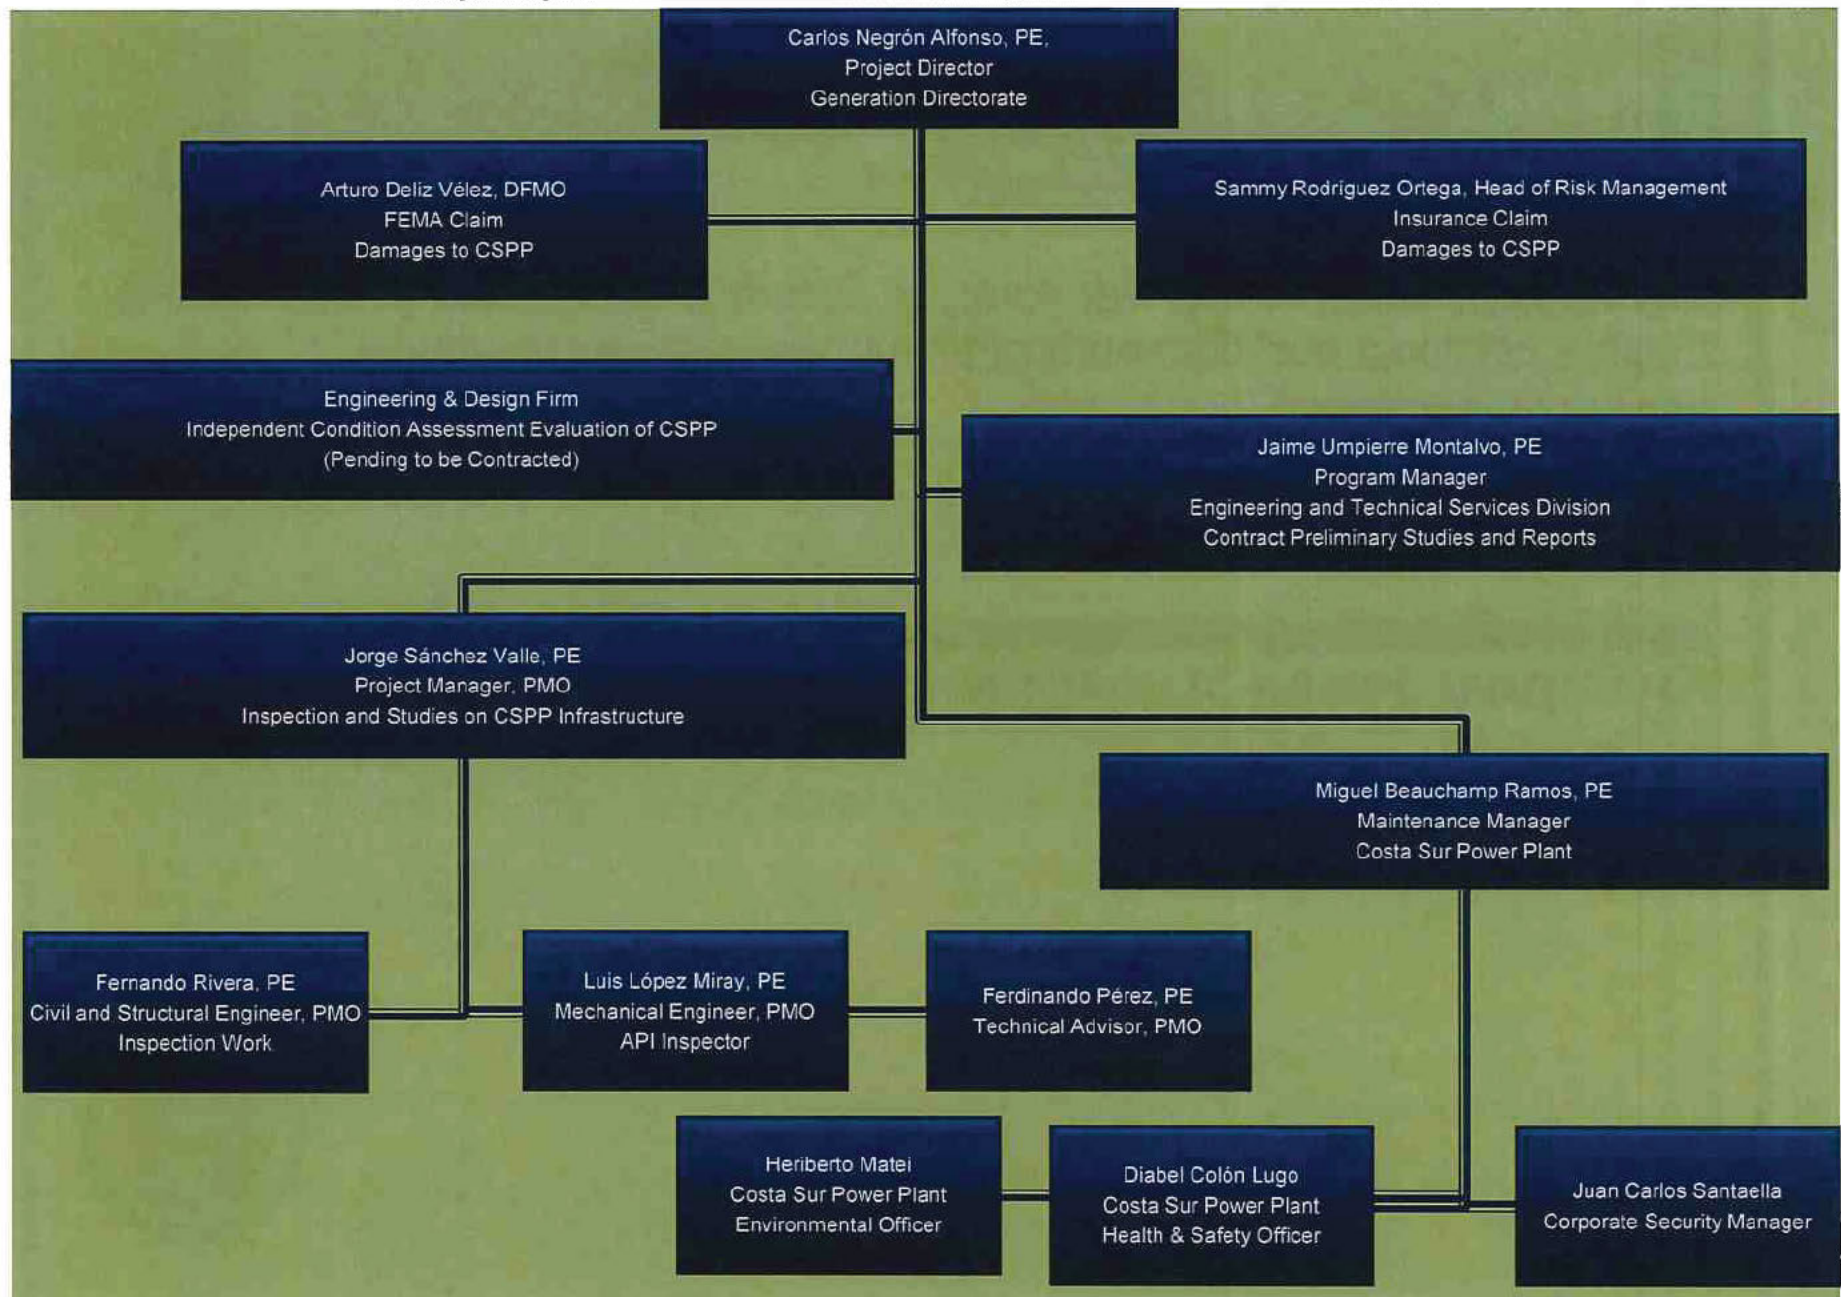 Carlos Negrón Alfonso, PE,
Project Director
Generation Directorate
Arturo Deliz Vélez, DFMO
FEMA Claim
Damages to CSPP
Sammy Rodríguez Ortega, Head of Risk Management
Insurance Claim
Damages to CSPP
Engineering & Design Firm
Independent Condition Assessment Evaluation of CSPP
(Pending to be Contracted)
Jaime Umpierre Montalvo, PE
Program Manager
Engineering and Technical Services Division
Contract Preliminary Studies and Reports
Jorge Sánchez Valle, PE
Project Manager, PMO
Inspection and Studies on CSPP Infrastructure
Miguel Beauchamp Ramos, PE
Maintenance Manager
Costa Sur Power Plant
Fernando Rivera, PE
Civil and Structural Engineer, PMO
Inspection Work
Luis López Miray, PE
Mechanical Engineer, PMO
API Inspector
Ferdinando Pérez, PE
Technical Advisor, PMO
Heriberto Matei
Costa Sur Power Plant
Environmental Officer
Diabel Colón Lugo
Costa Sur Power Plant
Health & Safety Officer
Juan Carlos Santaella
Corporate Security Manager